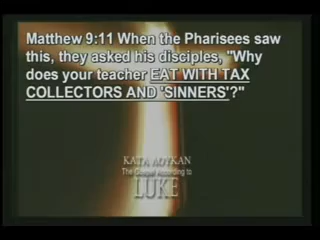 Matthew 9:11 When the Pharisees saw
this, they asked his disciples, "Why
does your teacher EAT WITH TAX
COLLECTORS AND 'SINNERS'?"
KATA ΛΟΥΚΑΝ
The Gospel According to
LUKE